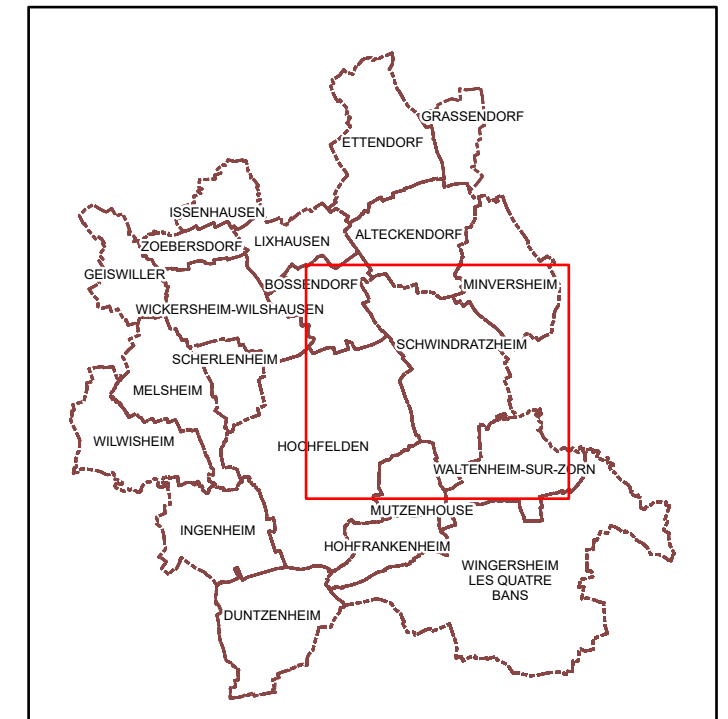 GRASSENDORF
ETTENDORF
ISSENHAUSEN
ALTECKENDORF
ZOEBERSDORF
LIXHAUSEN
GEISWILLER
BOSSENDORF
MINVERSHEIM
WICKERSHEIM-WILSHAUSEN
SCHWINDRATZHEIM
SCHERLENHEIM
MELSHEIM
WILWISHEIM
HOCHFELDEN
WALTENHEIM-SUR-ZORN
MUTZENHOUSE
INGENHEIM
HOHFRANKENHEIM
WINGERSHEIM
LES QUATRE
BANS
DUNTZENHEIM